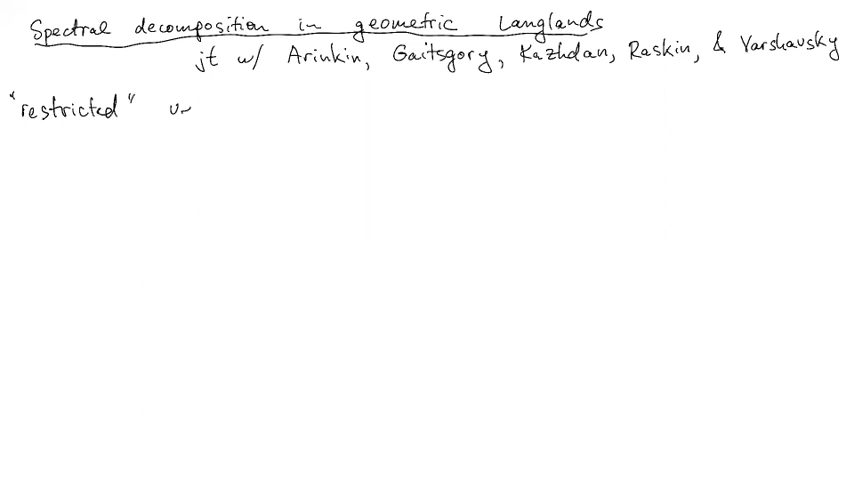 Spectral decomposition in geometric Langlands
jt w/ Arinkin, Gaitsgory, Kazhdan, Raskin, & Varshavsky
"restricted"